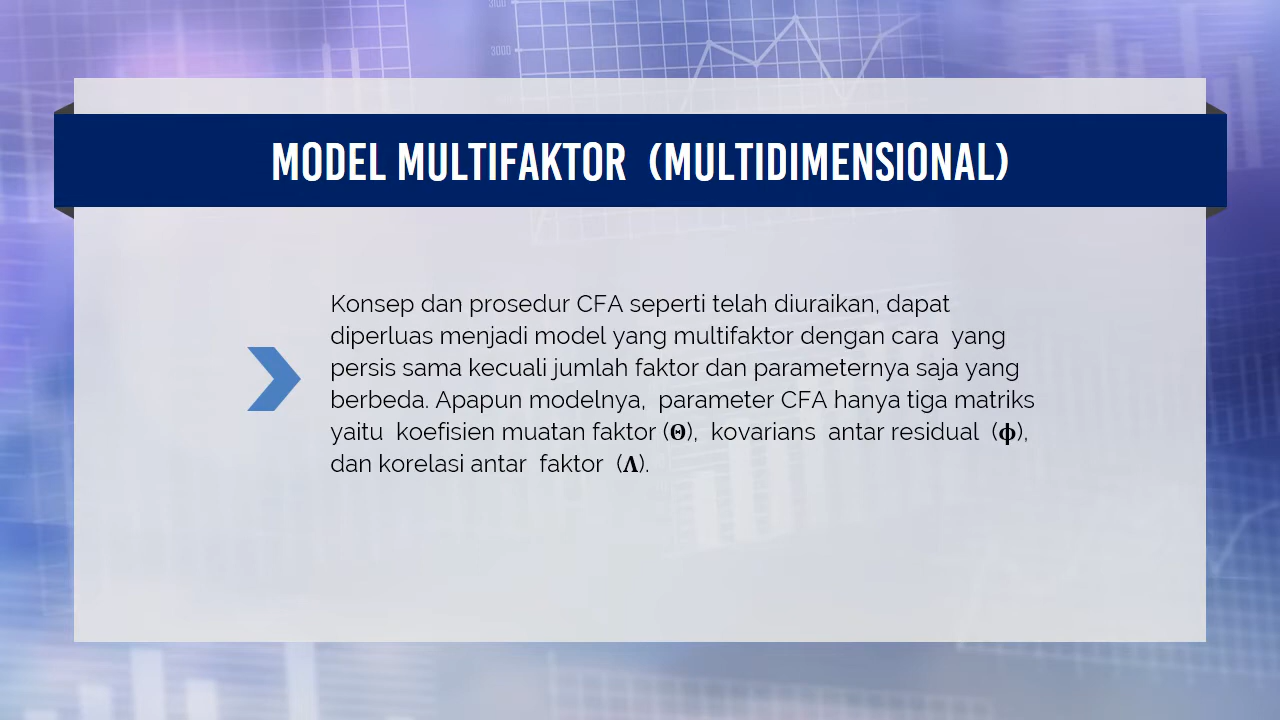 3100
3000
MODEL MULTIFAKTOR (MULTIDIMENSIONAL)
Konsep dan prosedur CFA seperti telah diuraikan, dapat
diperluas menjadi model yang multifaktor dengan cara yang
persis sama kecuali jumlah faktor dan parameternya saja yang
berbeda. Apapun modelnya, parameter CFA hanya tiga matriks
yaitu koefisien muatan faktor (Θ), kovarians antar residual (ϕ),
dan korelasi antar faktor (Λ).